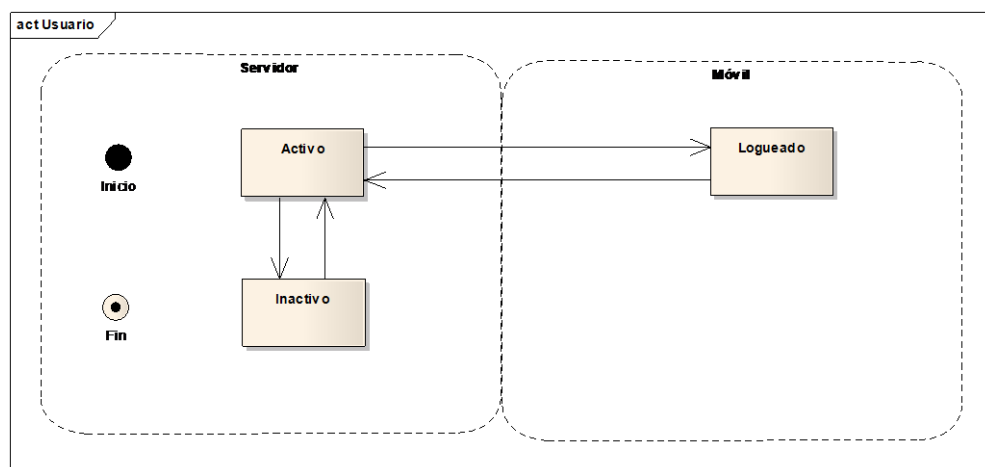 act Usuario
Servidor
Móvil
Activo
Logueado
Inicio
Inactivo
Fin